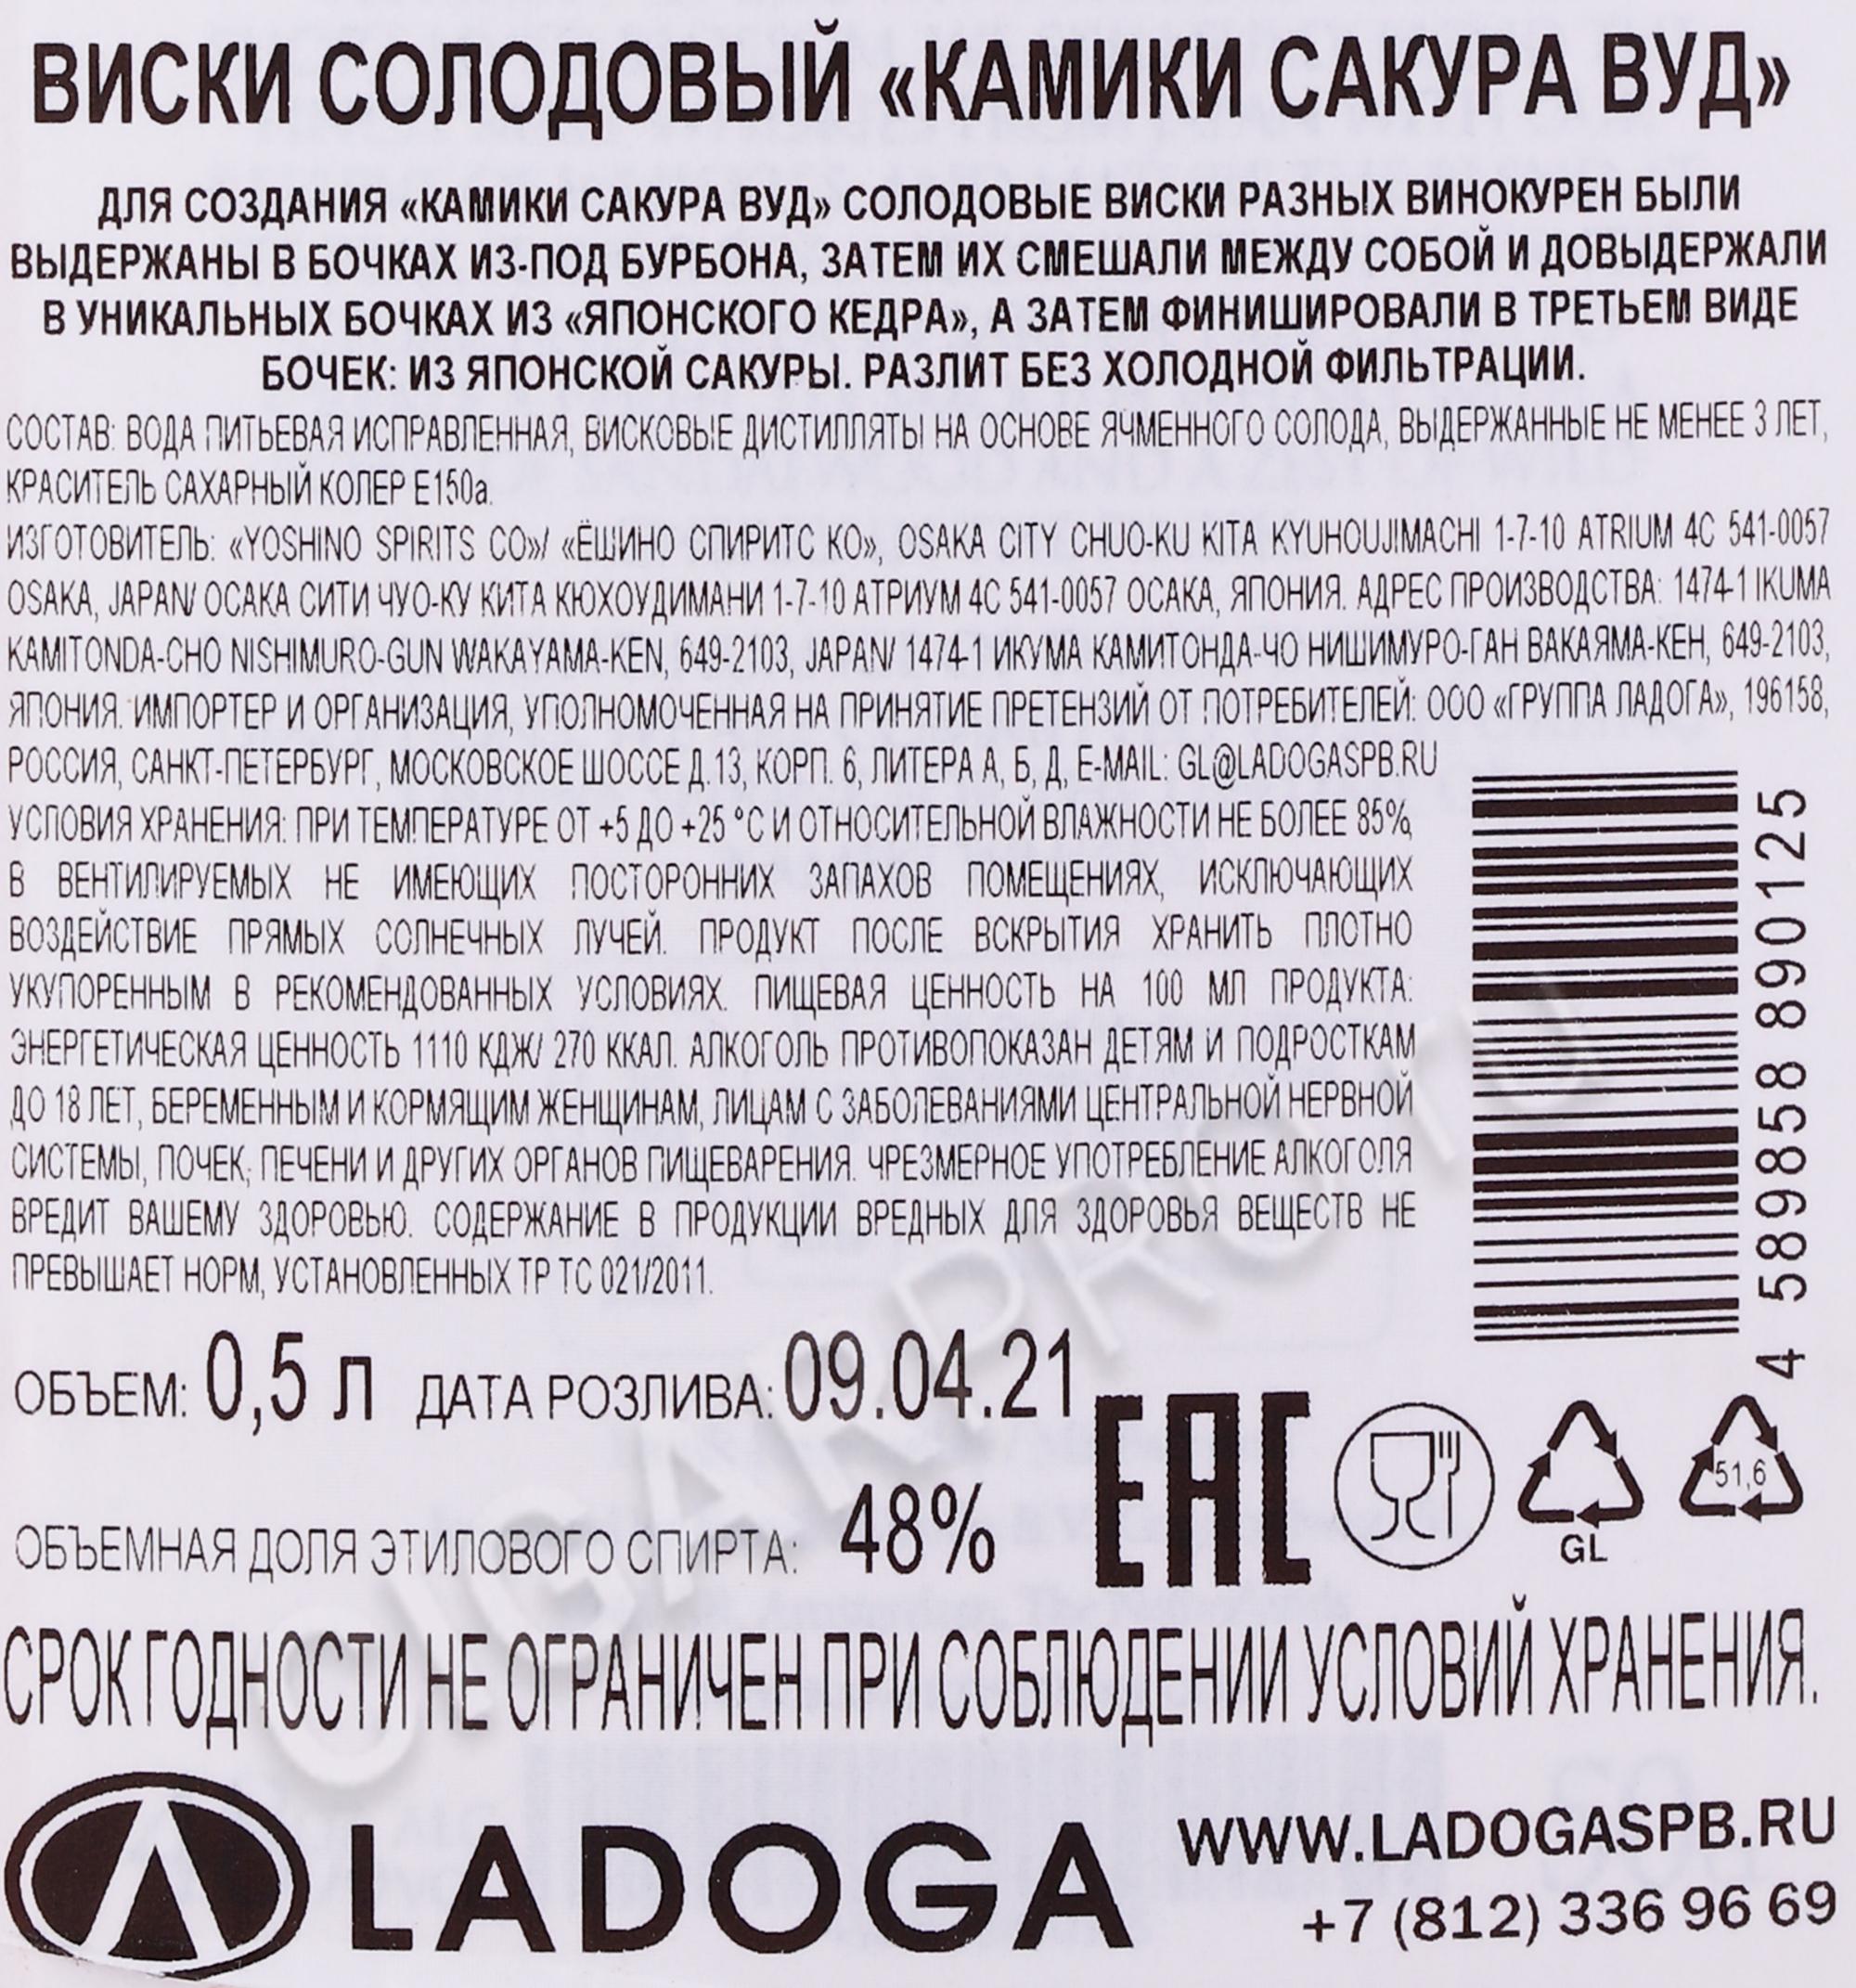 ВИСКИ СОЛОДОВЫЙ «КАМИКИ САКУРА ВУД»
ДЛЯ СОЗДАНИЯ «КАМИКИ САКУРА ВУД» СОЛОДОВЫЕ ВИСКИ РАЗНЫХ ВИНОКУРЕН БЫЛИ
ВЫДЕРЖАНЫ В БОЧКАХ ИЗ-ПОД БУРБОНА, ЗАТЕМ ИХ СМЕШАЛИ МЕЖДУ СОБОЙ И ДОВЫДЕРЖАЛИ
В УНИКАЛЬНЫХ БОЧКАХ ИЗ «ЯПОНСКОГО КЕДРА», А ЗАТЕМ ФИНИШИРОВАЛИ В ТРЕТЬЕМ ВИДЕ
БОЧЕК: ИЗ ЯПОНСКОЙ САКУРЫ. РАЗЛИТ БЕЗ ХОЛОДНОЙ ФИЛЬТРАЦИИ.
СОСТАВ: ВОДА ПИТЬЕВАЯ ИСПРАВЛЕННАЯ, ВИСКОВЫЕ ДИСТИЛЛЯТЫ НА ОСНОВЕ ЯЧМЕННОГО СОЛОДА, ВЫДЕРЖАННЫЕ НЕ МЕНЕЕ 3 ЛЕТ,
КРАСИТЕЛЬ САХАРНЫЙ КОЛЕР Е150а.
ИЗГОТОВИТЕЛЬ: «YOSHINO SPIRITS CO»/ «ЁШИНО СПИРИТС КО», OSAKA CITY CHUO-KU KITA KYUHOUJIMACHI 1-7-10 ATRIUM 4C 541-0057
OSAKA, JAPAN/ ОСАКА СИТИ ЧУО-КУ КИТА КЮХОУДИМАНИ 1-7-10 АТРИУМ 4С 541-0057 ОСАКА, ЯПОНИЯ. АДРЕС ПРОИЗВОДСТВА: 1474-1 IKUMA
KAMITONDA-CHO NISHIMURO-GUN WAKAYAMA-KEN, 649-2103, JAPAN/ 1474-1 ИКУМА КАМИТОНДА-ЧО НИШИМУРО-ГАН ВАКАЯМА-КЕН, 649-2103,
ЯПОНИЯ. ИМПОРТЕР И ОРГАНИЗАЦИЯ, УПОЛНОМОЧЕННАЯ НА ПРИНЯТИЕ ПРЕТЕНЗИЙ ОТ ПОТРЕБИТЕЛЕЙ: ООО «ГРУППА ЛАДОГА», 196158,
РОССИЯ, САНКТ-ПЕТЕРБУРГ, МОСКОВСКОЕ ШОССЕ Д.13, КОРП. 6, ЛИТЕРА А, Б, Д, E-MAIL: GL@LADOGASPB.RU
УСЛОВИЯ ХРАНЕНИЯ: ПРИ ТЕМПЕРАТУРЕ ОТ +5 ДО +25 °С И ОТНОСИТЕЛЬНОЙ ВЛАЖНОСТИ НЕ БОЛЕЕ 85%,
В ВЕНТИЛИРУЕМЫХ НЕ ИМЕЮЩИХ ПОСТОРОННИХ ЗАПАХОВ ПОМЕЩЕНИЯХ, ИСКЛЮЧАЮЩИХ
ВОЗДЕЙСТВИЕ ПРЯМЫХ СОЛНЕЧНЫХ ЛУЧЕЙ. ПРОДУКТ ПОСЛЕ ВСКРЫТИЯ ХРАНИТЬ ПЛОТНО
УКУПОРЕННЫМ В РЕКОМЕНДОВАННЫХ УСЛОВИЯХ. ПИЩЕВАЯ ЦЕННОСТЬ НА 100 МЛ ПРОДУКТА:
ЭНЕРГЕТИЧЕСКАЯ ЦЕННОСТЬ 1110 КДЖ/ 270 ККАЛ. АЛКОГОЛЬ ПРОТИВОПОКАЗАН ДЕТЯМ И ПОДРОСТКАМ
ДО 18 ЛЕТ, БЕРЕМЕННЫМ И КОРМЯЩИМ ЖЕНЩИНАМ, ЛИЦАМ С ЗАБОЛЕВАНИЯМИ ЦЕНТРАЛЬНОЙ НЕРВНОЙ
СИСТЕМЫ, ПОЧЕК, ПЕЧЕНИ И ДРУГИХ ОРГАНОВ ПИЩЕВАРЕНИЯ. ЧРЕЗМЕРНОЕ УПОТРЕБЛЕНИЕ АЛКОГОЛЯ
ВРЕДИТ ВАШЕМУ ЗДОРОВЬЮ. СОДЕРЖАНИЕ В ПРОДУКЦИИ ВРЕДНЫХ ДЛЯ ЗДОРОВЬЯ ВЕЩЕСТВ НЕ
ПРЕВЫШАЕТ НОРМ, УСТАНОВЛЕННЫХ ТР ТС 021/2011.
4 589858 890125
ОБЪЕМ: 0,5 л ДАТА РОЗЛИВА: 09.04.21
ОБЪЕМНАЯ ДОЛЯ ЭТИЛОВОГО СПИРТА: 48%
EAC
GL
51,6
СРОК ГОДНОСТИ НЕ ОГРАНИЧЕН ПРИ СОБЛЮДЕНИИ УСЛОВИЙ ХРАНЕНИЯ.
LADOGA
WWW.LADOGASPB.RU
+7 (812) 336 96 69
CIGARPRO.ru